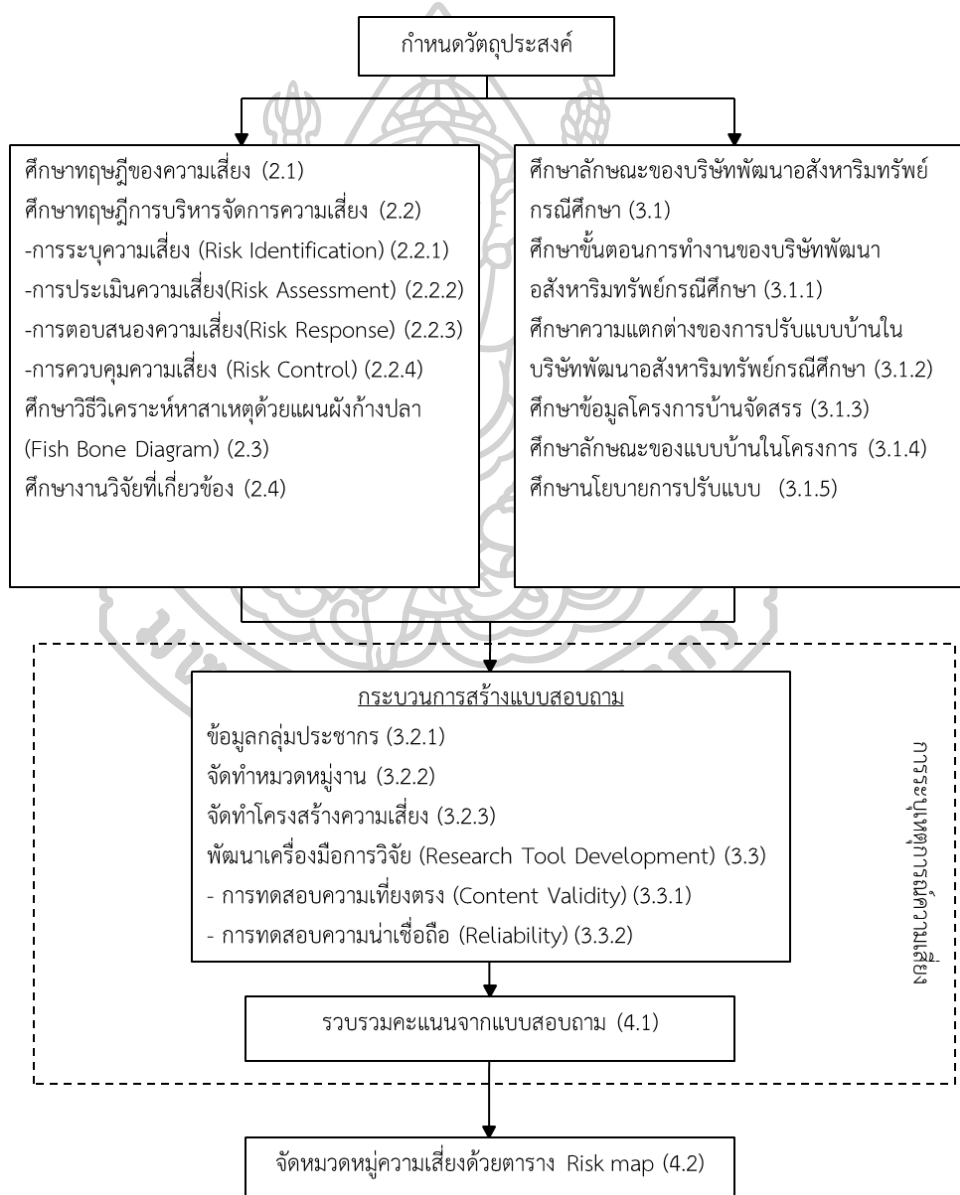 กำหนดวัตถุประสงค์
ศึกษาทฤษฎีของความเสี่ยง (2.1)
ศึกษาทฤษฎีการบริหารจัดการความเสี่ยง (2.2)
-การระบุความเสี่ยง (Risk Identification) (2.2.1)
-การประเมินความเสี่ยง(Risk Assessment) (2.2.2)
-การตอบสนองความเสี่ยง(Risk Response) (2.2.3)
-การควบคุมความเสี่ยง (Risk Control) (2.2.4)
ศึกษาวิธีวิเคราะห์หาสาเหตุด้วยแผนผังก้างปลา
(Fish Bone Diagram) (2.3)
ศึกษางานวิจัยที่เกี่ยวข้อง (2.4)
ศึกษาลักษณะของบริษัทพัฒนาอสังหาริมทรัพย์
กรณีศึกษา (3.1)
ศึกษาขั้นตอนการทำงานของบริษัทพัฒนา
อสังหาริมทรัพย์กรณีศึกษา (3.1.1)
ศึกษาความแตกต่างของการปรับแบบบ้านใน
บริษัทพัฒนาอสังหาริมทรัพย์กรณีศึกษา (3.1.2)
ศึกษาข้อมูลโครงการบ้านจัดสรร (3.1.3)
ศึกษาลักษณะของแบบบ้านในโครงการ (3.1.4)
ศึกษานโยบายการปรับแบบ (3.1.5)
กระบวนการสร้างแบบสอบถาม
ข้อมูลกลุ่มประชากร (3.2.1)
จัดทำหมวดหมู่งาน (3.2.2)
จัดทำโครงสร้างความเสี่ยง (3.2.3)
พัฒนาเครื่องมือการวิจัย (Research Tool Development) (3.3)
- การทดสอบความเที่ยงตรง (Content Validity) (3.3.1)
- การทดสอบความน่าเชื่อถือ (Reliability) (3.3.2)
การระบุเหตุการณ์ความเสี่ยง
รวบรวมคะแนนจากแบบสอบถาม (4.1)
จัดหมวดหมู่ความเสี่ยงด้วยตาราง Risk map (4.2)